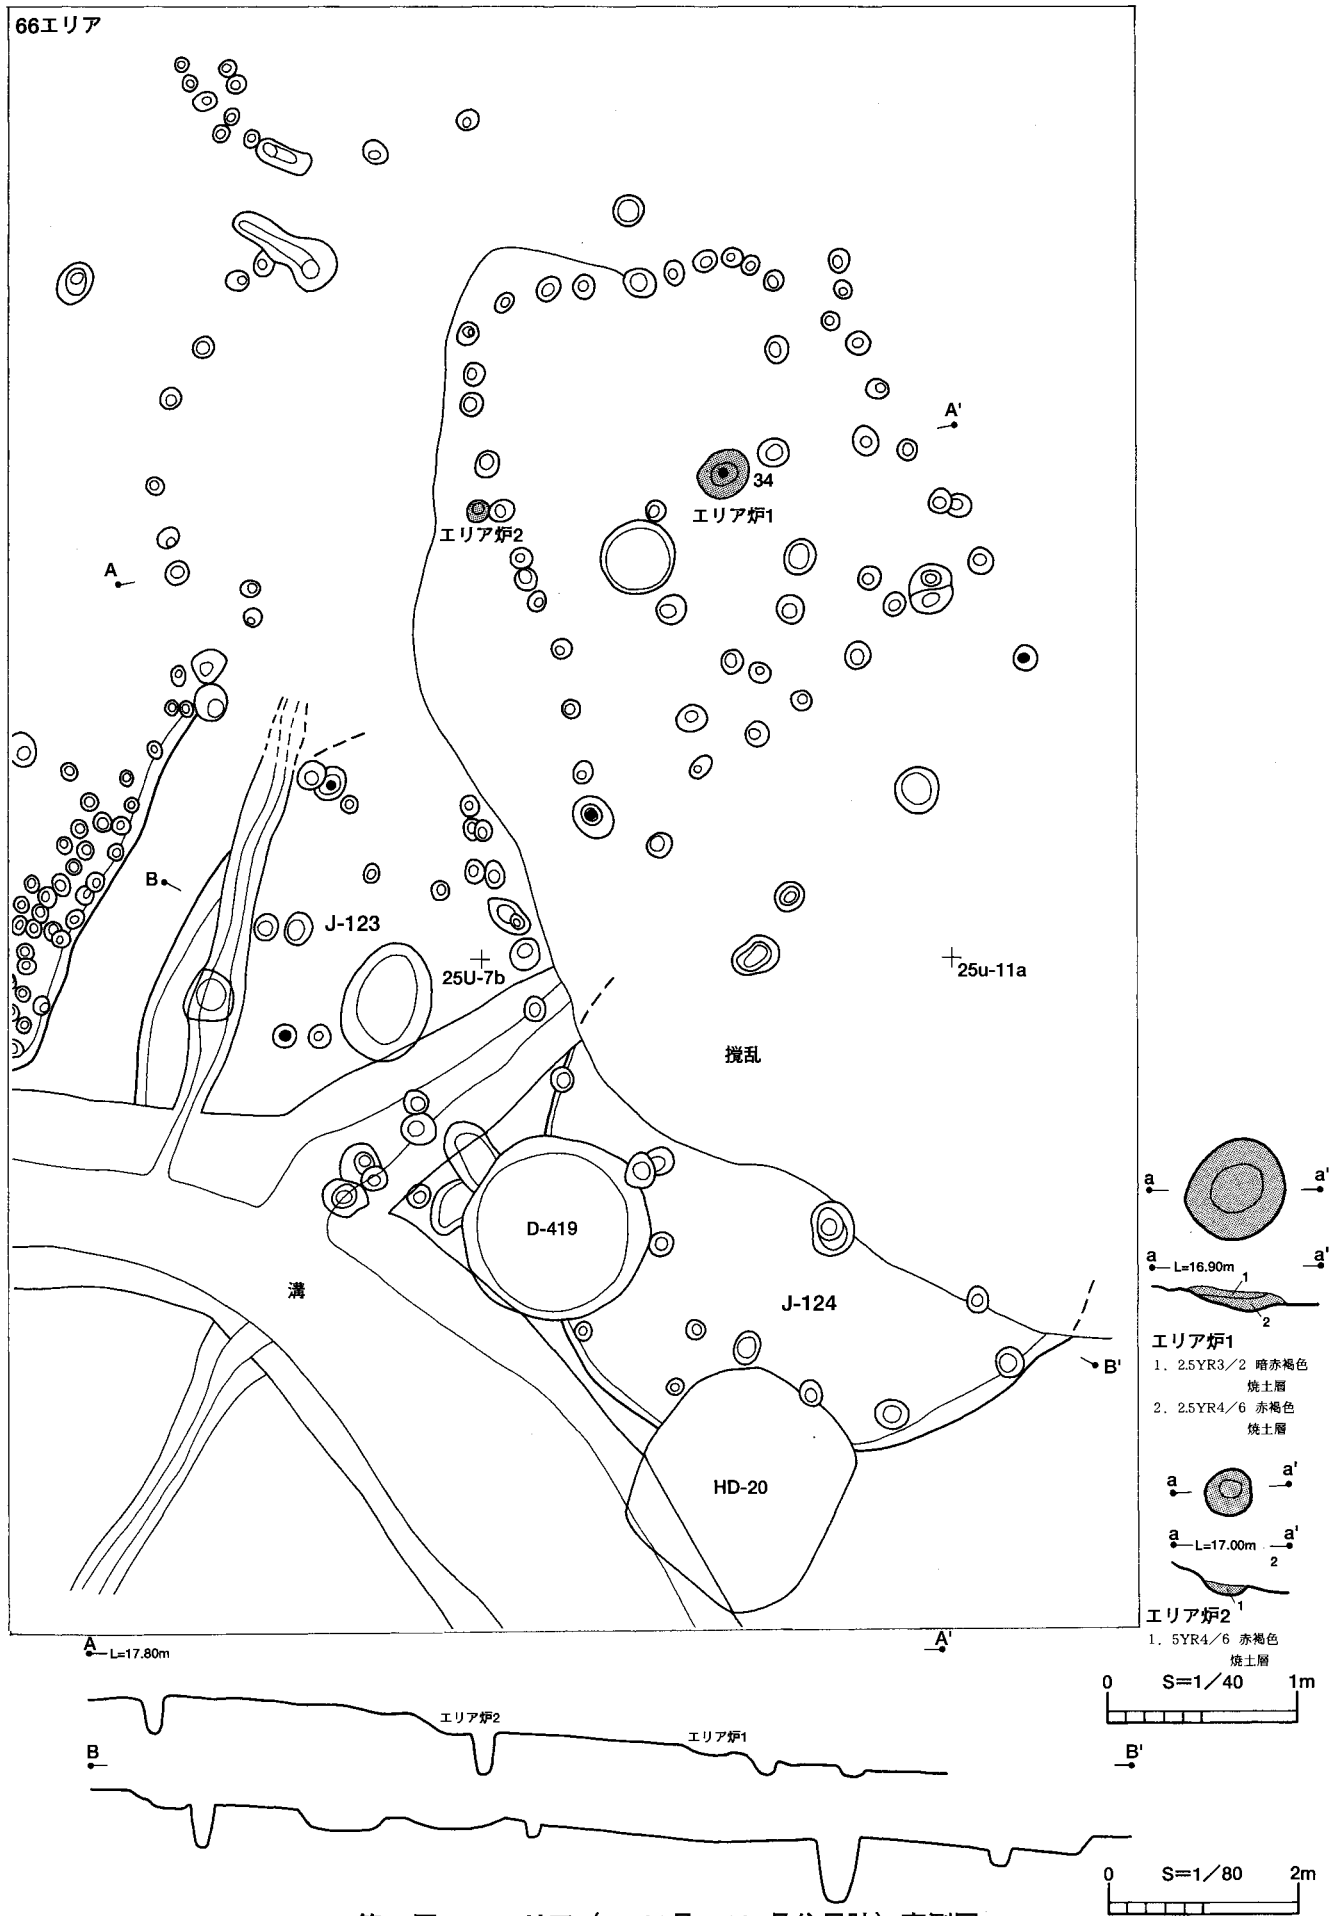 66エリア
A'
34
エリア炉1
エリア炉2
A
B
J-123
25U-7b
25u-11a
攪乱
D-419
溝
J-124
B'
HD-20
a a'
a L=16.90m a'
1
2
エリア炉1
1. 2.5YR3/2 暗赤褐色
焼土層
2. 2.5YR4/6 赤褐色
焼土層
a a'
a L=17.00m a'
2
1
エリア炉2
1. 5YR4/6 赤褐色
焼土層
0 S=1/40 1m
A L=17.80m A'
エリア炉2
エリア炉1
B B'
0 S=1/80 2m